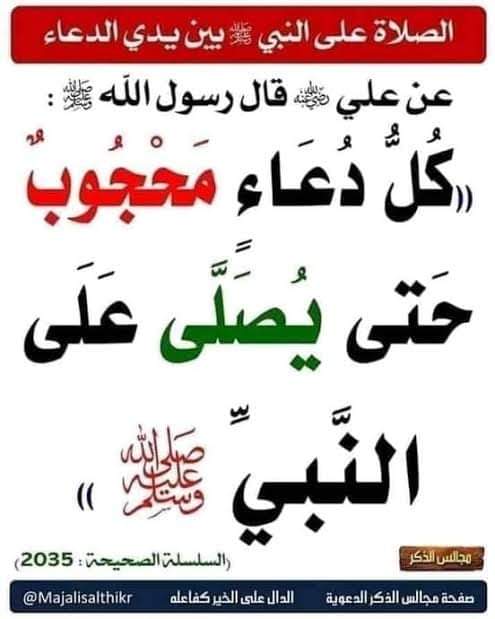 الصلاة على النبي ﷺ بين يدي الدعاء
عن علي رضي الله عنه قال رسول الله ﷺ :
((كُلُّ دُعَاءٍ مَحْجُوبٌ
حَتى يُصَلَّى عَلَى
النَّبِيِّ ﷺ ))
(السلسلة الصحيحة : 2035)
مجالس الذكر
صفحة مجالس الذكر الدعوية
الدال على الخير كفاعله
@Majalisalthikr